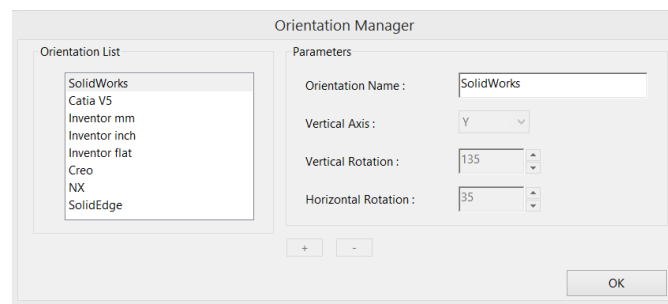 Orientation Manager
Orientation List
SolidWorks
Catia V5
Inventor mm
Inventor inch
Inventor flat
Creo
NX
SolidEdge
Parameters
Orientation Name : SolidWorks
Vertical Axis : Y
Vertical Rotation : 135
Horizontal Rotation : 35
+ -
OK